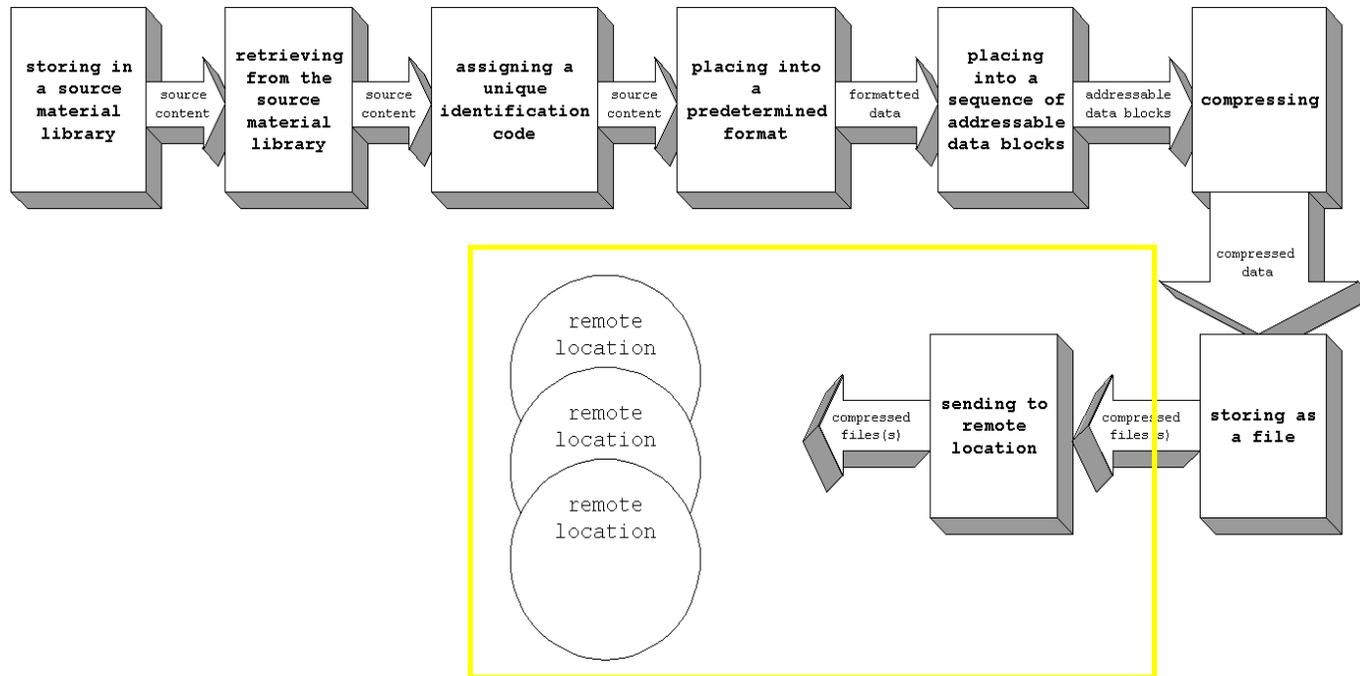 storing in
a source
material
library
source
content
retrieving
from the
source
material
library
source
content
assigning a
unique
identification
code
source
content
placing into
a
predetermined
format
formatted
data
placing
into a
sequence of
addressable
data blocks
addressable
data blocks
compressing
compressed
data
storing as
a file
compressed
files(s)
sending to
remote
location
compressed
files(s)
remote
location
remote
location
remote
location